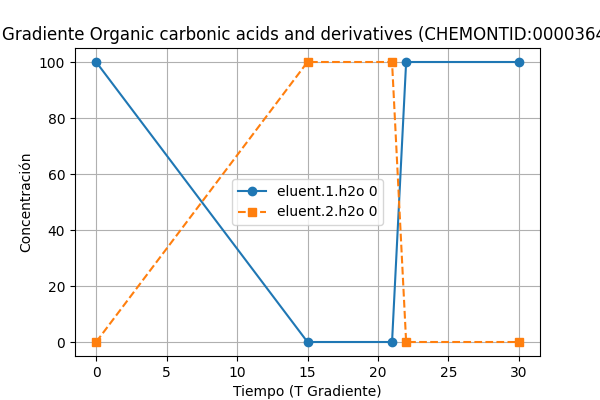 Gradiente Organic carbonic acids and derivatives (CHEMONTID:0000364
100
80
60
40
20
0
Concentración
eluent.1.h2o 0
eluent.2.h2o 0
0 5 10 15 20 25 30
Tiempo (T Gradiente)